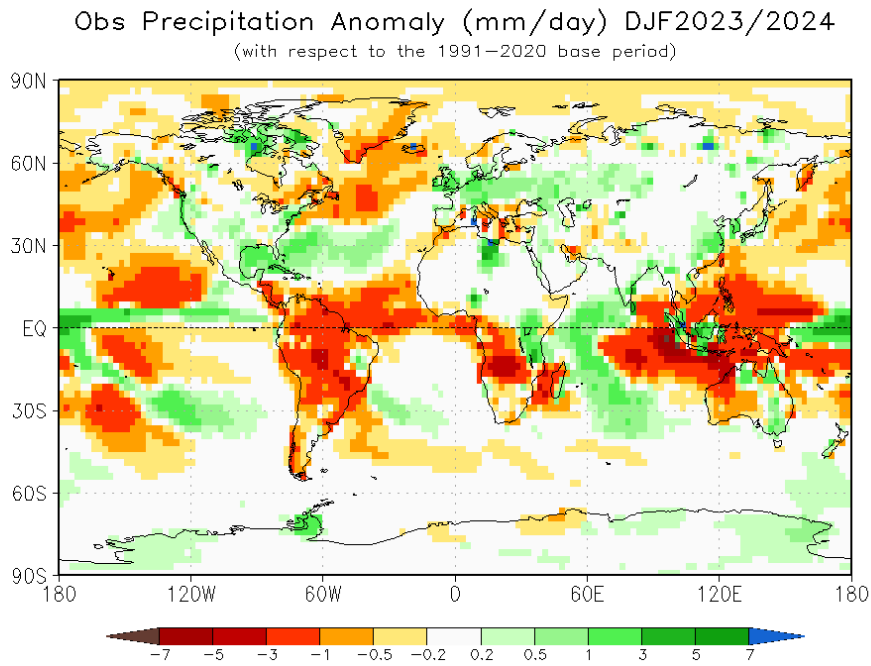 Obs Precipitation Anomaly (mm/day) DJF2023/2024
(with respect to the 1991−2020 base period)
90N
60N
30N
EQ
30S
60S
90S
180 120W 60W 0 60E 120E 180
−7 −5 −3 −1 −0.5 −0.2 0.2 0.5 1 3 5 7